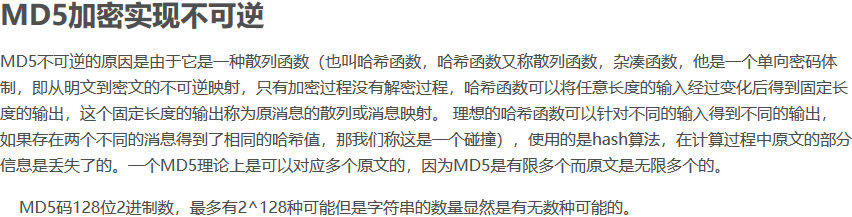 MD5加密实现不可逆
MD5不可逆的原因是由于它是一种散列函数（也叫哈希函数，哈希函数又称散列函数，杂凑函数，他是一个单向密码体
制，即从明文到密文的不可逆映射，只有加密过程没有解密过程，哈希函数可以将任意长度的输入经过变化后得到固定长
度的输出，这个固定长度的输出称为原消息的散列或消息映射。 理想的哈希函数可以针对不同的输入得到不同的输出，
如果存在两个不同的消息得到了相同的哈希值，那我们称这是一个碰撞），使用的是hash算法，在计算过程中原文的部分
信息是丢失了的。一个MD5理论上是可以对应多个原文的，因为MD5是有限多个而原文是无限多个的。
MD5码128位2进制数，最多有2^128种可能但是字符串的数量显然是有无数种可能的。